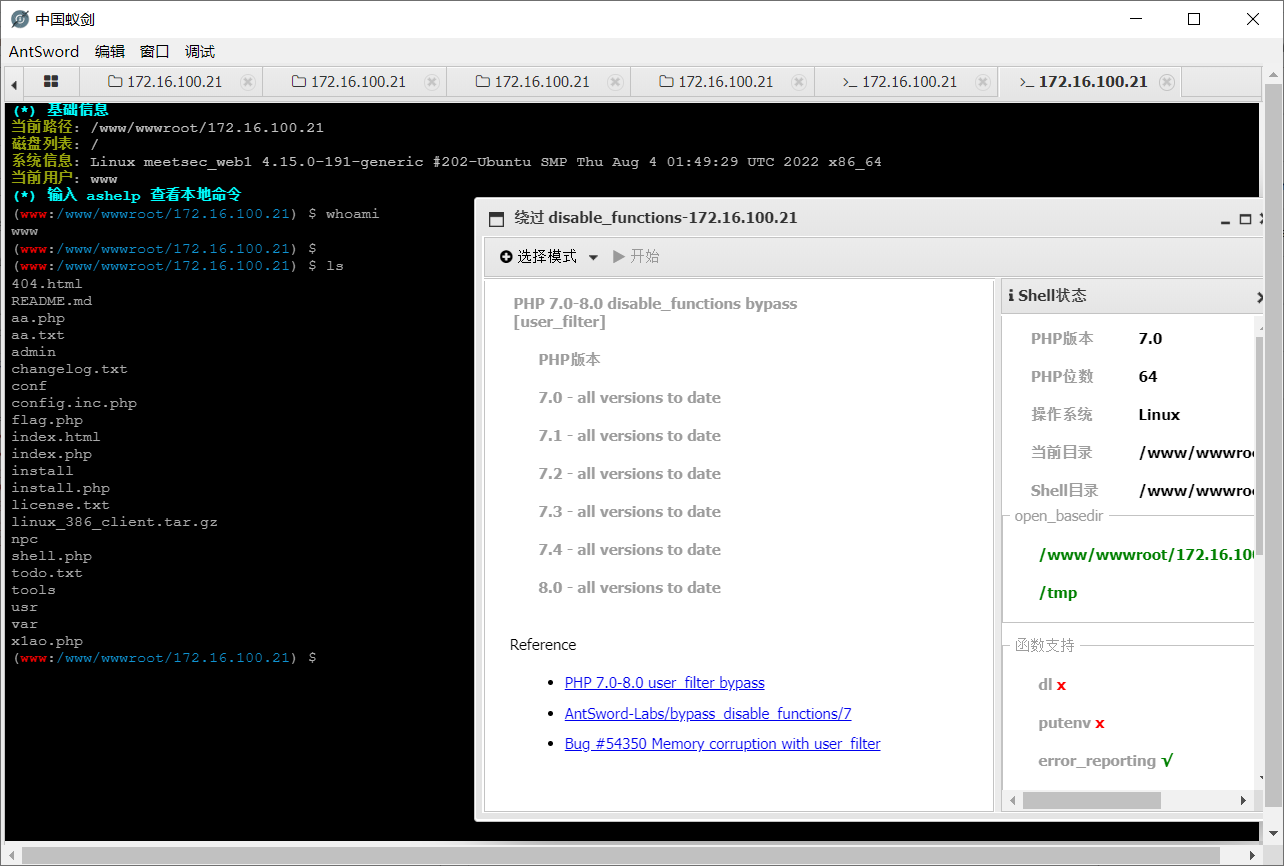 中国蚁剑
AntSword 编辑 窗口 调试
172.16.100.21 172.16.100.21 172.16.100.21 172.16.100.21 >_ 172.16.100.21 >_ 172.16.100.21
(*) 基础信息
当前路径: /www/wwwroot/172.16.100.21
磁盘列表: /
系统信息: Linux meetsec_web1 4.15.0-191-generic #202-Ubuntu SMP Thu Aug 4 01:49:29 UTC 2022 x86_64
当前用户: www
(*) 输入 ashelp 查看本地命令
(www:/www/wwwroot/172.16.100.21) $ whoami
www
(www:/www/wwwroot/172.16.100.21) $
(www:/www/wwwroot/172.16.100.21) $ ls
404.html
README.md
aa.php
aa.txt
admin
changelog.txt
conf
config.inc.php
flag.php
index.html
index.php
install
install.php
license.txt
linux_386_client.tar.gz
npc
shell.php
todo.txt
tools
usr
var
x1ao.php
(www:/www/wwwroot/172.16.100.21) $
绕过 disable_functions-172.16.100.21
选择模式 开始
PHP 7.0-8.0 disable_functions bypass
[user_filter]
PHP版本
7.0 - all versions to date
7.1 - all versions to date
7.2 - all versions to date
7.3 - all versions to date
7.4 - all versions to date
8.0 - all versions to date
Reference
• PHP 7.0-8.0 user_filter bypass
• AntSword-Labs/bypass_disable_functions/7
• Bug #54350 Memory corruption with user_filter
Shell状态
PHP版本 7.0
PHP位数 64
操作系统 Linux
当前目录 /www/wwwro
Shell目录 /www/wwwro
open_basedir
/www/wwwroot/172.16.10
/tmp
函数支持
dl x
putenv x
error_reporting √